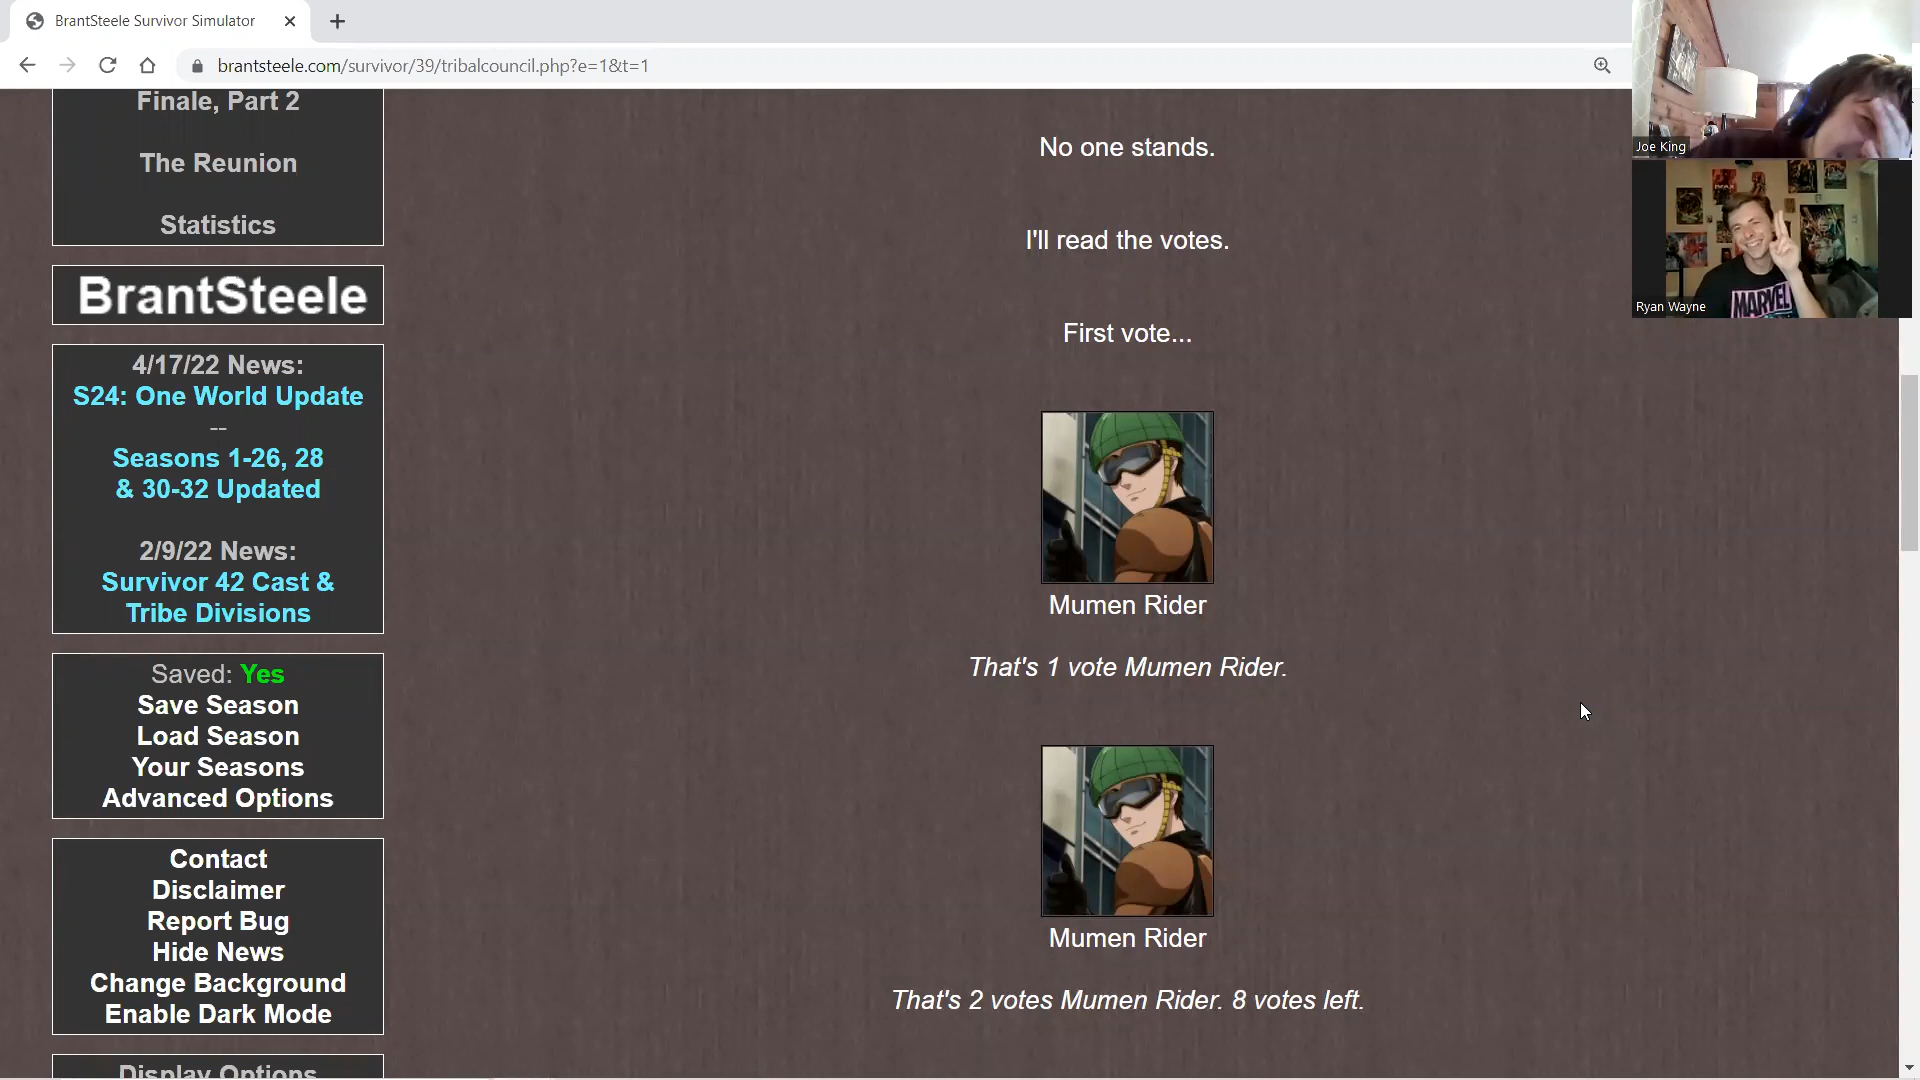 BrantSteele Survivor Simulator
brantsteele.com/survivor/39/tribalcouncil.php?e=1&t=1
Finale, Part 2
The Reunion
Statistics
BrantSteele
4/17/22 News:
S24: One World Update
--
Seasons 1-26, 28
& 30-32 Updated
2/9/22 News:
Survivor 42 Cast &
Tribe Divisions
Saved: Yes
Save Season
Load Season
Your Seasons
Advanced Options
Contact
Disclaimer
Report Bug
Hide News
Change Background
Enable Dark Mode
Display Options
No one stands.
I'll read the votes.
First vote...
Mumen Rider
That's 1 vote Mumen Rider.
Mumen Rider
That's 2 votes Mumen Rider. 8 votes left.
Joe King
MARVEL
Ryan Wayne